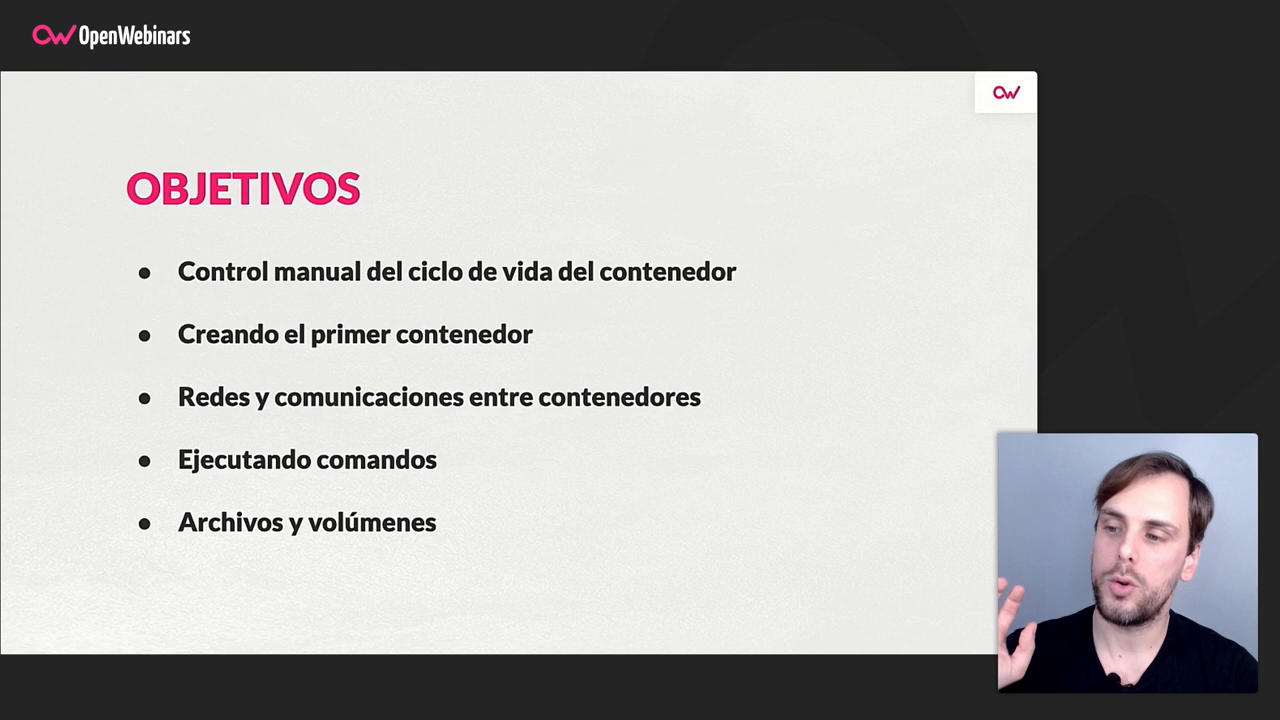 OpenWebinars
OBJETIVOS
● Control manual del ciclo de vida del contenedor
● Creando el primer contenedor
● Redes y comunicaciones entre contenedores
● Ejecutando comandos
● Archivos y volúmenes